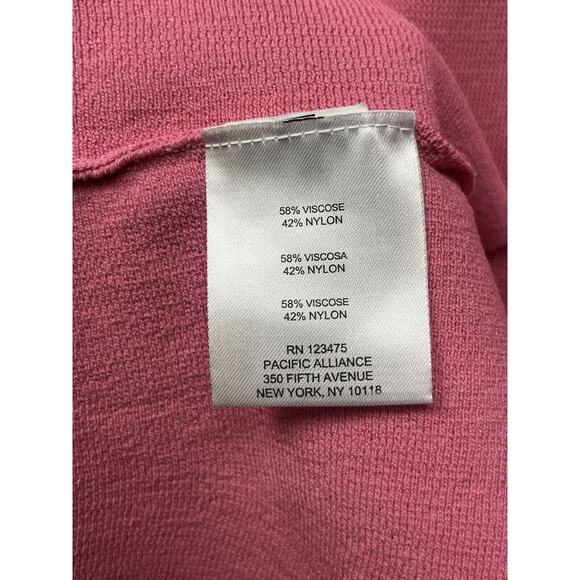 58% VISCOSE
42% NYLON
58% VISCOSA
42% NYLON
58% VISCOSE
42% NYLON
RN 123475
PACIFIC ALLIANCE
350 FIFTH AVENUE
NEW YORK, NY 10118